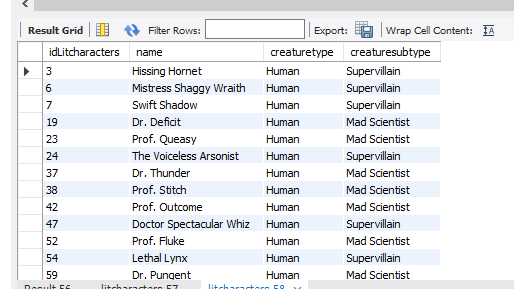 Result Grid Filter Rows: Export: Wrap Cell Content:
idLitcharacters name creaturetype creaturesubtype
3 Hissing Hornet Human Supervillain
6 Mistress Shaggy Wraith Human Supervillain
7 Swift Shadow Human Supervillain
19 Dr. Deficit Human Mad Scientist
23 Prof. Queasy Human Mad Scientist
24 The Voiceless Arsonist Human Supervillain
37 Dr. Thunder Human Mad Scientist
38 Prof. Stitch Human Mad Scientist
42 Prof. Outcome Human Mad Scientist
47 Doctor Spectacular Whiz Human Supervillain
52 Prof. Fluke Human Mad Scientist
54 Lethal Lynx Human Supervillain
59 Dr. Pungent Human Mad Scientist
Result 56 litcharacters 57 litcharacters 58